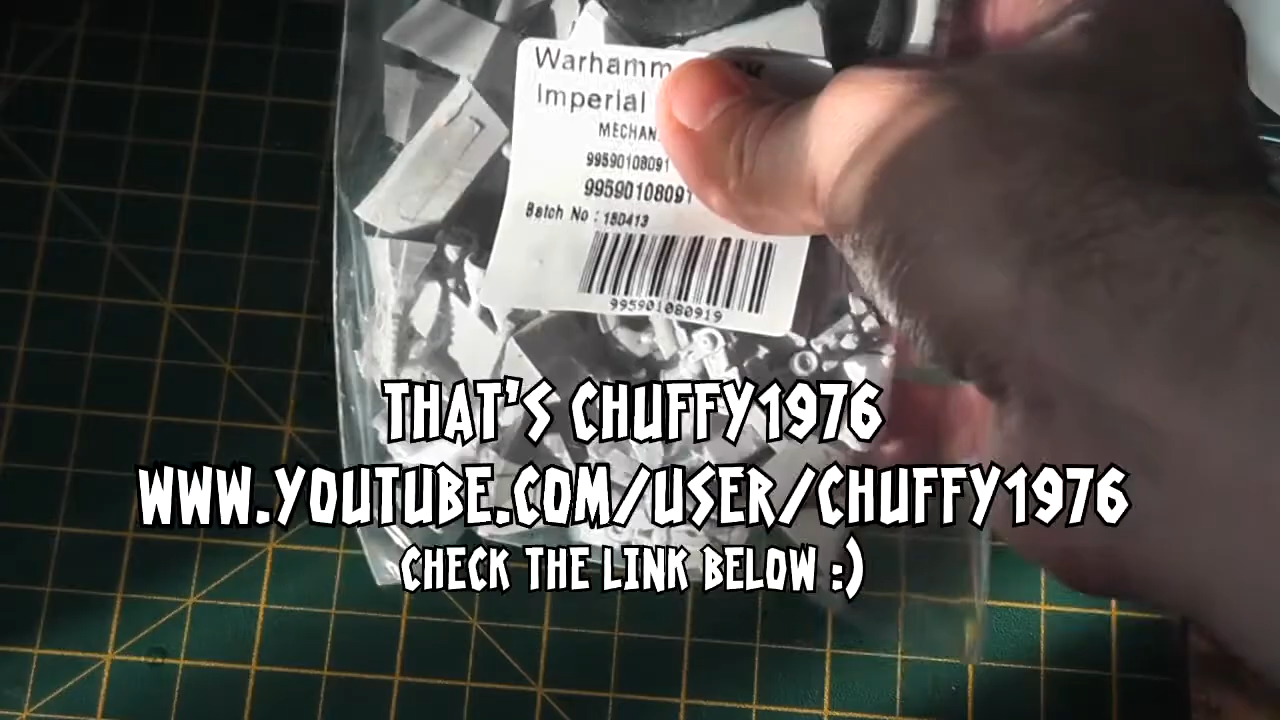 Warhamm
Imperial
MECHAN
99590108091
99590108091
Batch No : 180413
995901080919
THAT'S CHUFFY1976
WWW.YOUTUBE.COM/USER/CHUFFY1976
CHECK THE LINK BELOW :)